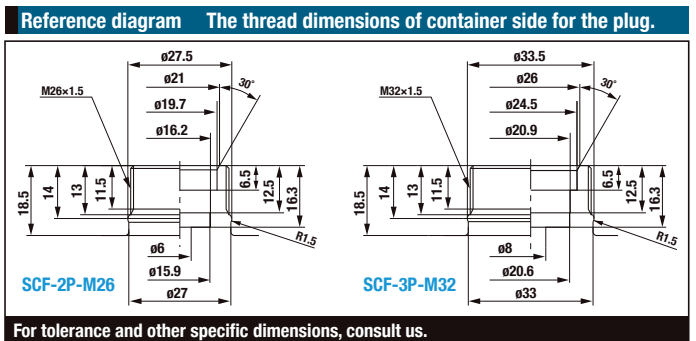 Reference diagram The thread dimensions of container side for the plug.
ø27.5
ø21
30°
M26×1.5
ø19.7
ø16.2
18.5
14
13
11.5
6.5
12.5
16.3
R1.5
ø6
SCF-2P-M26
ø15.9
ø27
ø33.5
ø26
30°
M32×1.5
ø24.5
ø20.9
18.5
14
13
11.5
6.5
12.5
16.3
R1.5
ø8
SCF-3P-M32
ø20.6
ø33
For tolerance and other specific dimensions, consult us.